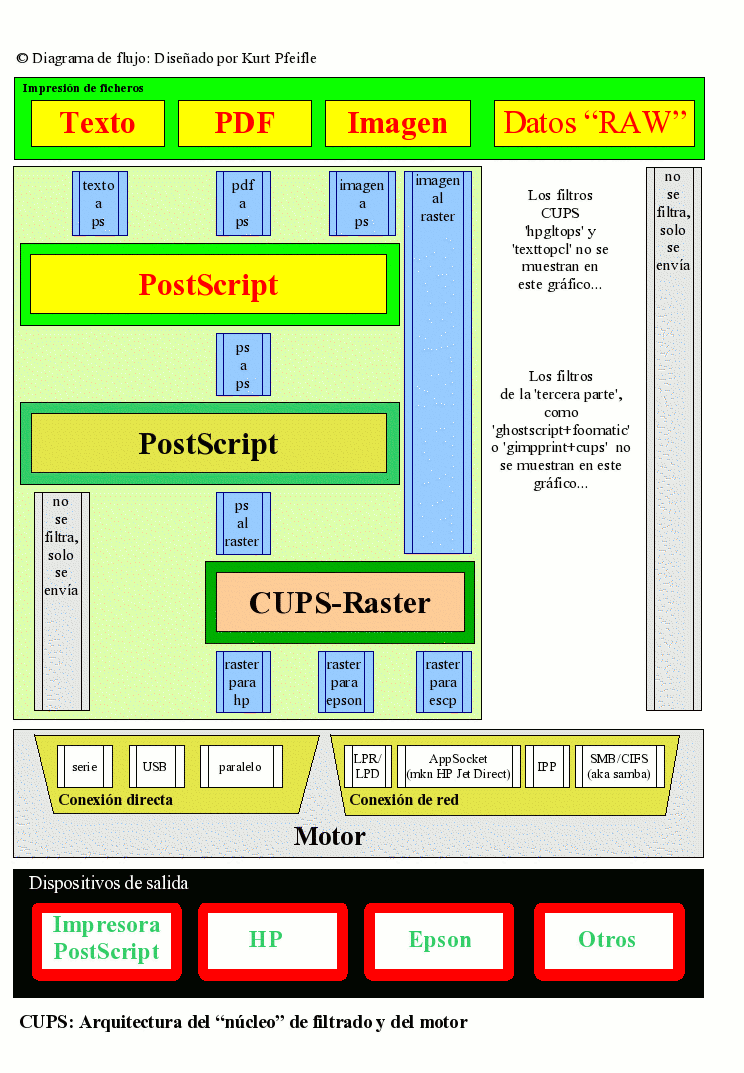 © Diagrama de flujo: Diseñado por Kurt Pfeifle
Impresión de ficheros
Texto
PDF
Imagen
Datos “RAW”
texto
a
ps
pdf
a
ps
imagen
a
ps
imagen
al
raster
Los filtros
CUPS
'hpgltops' y
'texttopcl' no se
muestran en
este gráfico...
no
se
filtra,
solo
se
envía
PostScript
ps
a
ps
Los filtros
de la 'tercera parte',
como
'ghostscript+foomatic'
o 'gimpprint+cups' no
se muestran en este
gráfico...
PostScript
no
se
filtra,
solo
se
envía
ps
al
raster
CUPS-Raster
raster
para
hp
raster
para
epson
raster
para
escp
serie
USB
paralelo
Conexión directa
LPR/
LPD
AppSocket
(mkn HP Jet Direct)
IPP
SMB/CIFS
(aka samba)
Conexión de red
Motor
Dispositivos de salida
Impresora
PostScript
HP
Epson
Otros
CUPS: Arquitectura del “núcleo” de filtrado y del motor